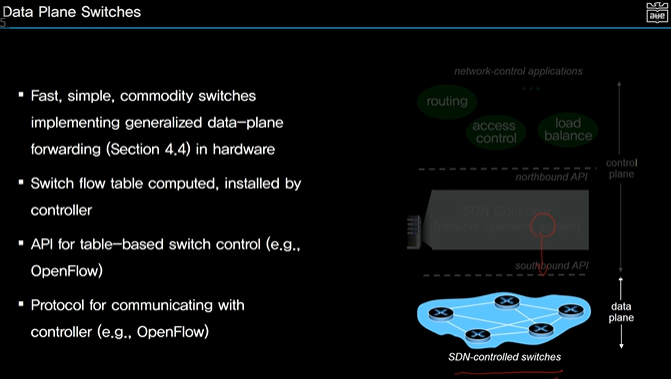 Data Plane Switches
5
▪ Fast, simple, commodity switches
implementing generalized data-plane
forwarding (Section 4.4) in hardware
▪ Switch flow table computed, installed by
controller
▪ API for table-based switch control (e.g.,
OpenFlow)
▪ Protocol for communicating with
controller (e.g., OpenFlow)
network-control applications
...
routing
access
control
load
balance
control
plane
northbound API
SDN Controller
(network operating system)
southbound API
data
plane
SDN-controlled switches